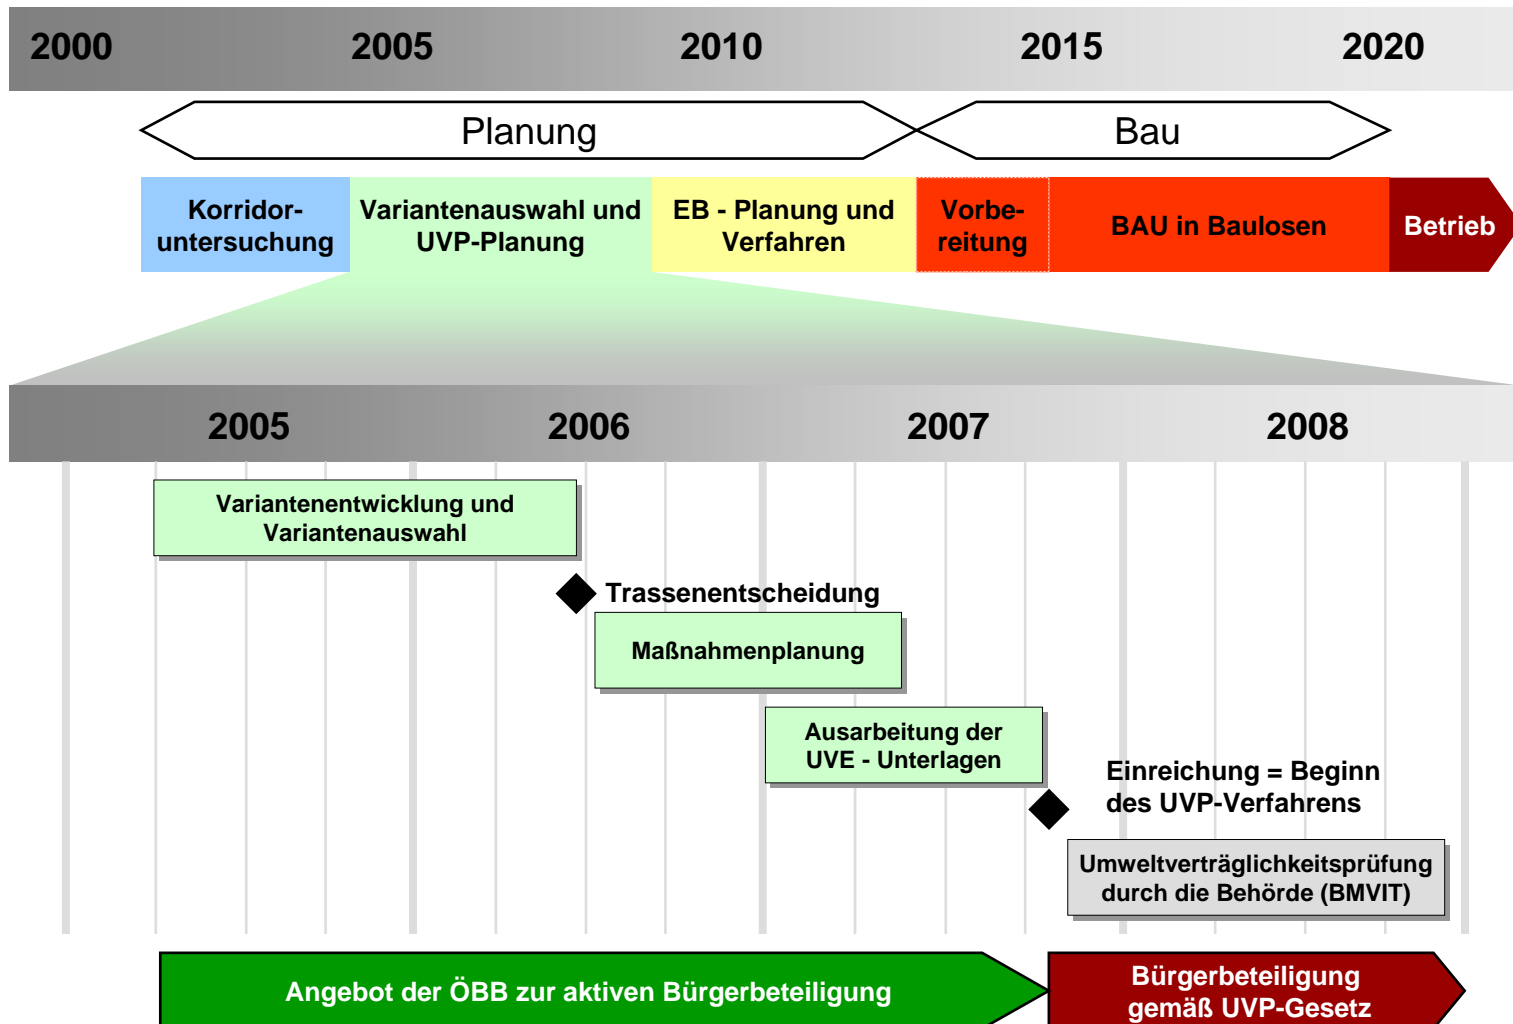 2000 2005 2010 2015 2020
Planung Bau
Korridor-
untersuchung
Variantenauswahl und
UVP-Planung
EB - Planung und
Verfahren
Vorbe-
reitung
BAU in Baulosen
Betrieb
2005 2006 2007 2008
Variantenentwicklung und
Variantenauswahl
Trassenentscheidung
Maßnahmenplanung
Ausarbeitung der
UVE - Unterlagen
Einreichung = Beginn
des UVP-Verfahrens
Umweltverträglichkeitsprüfung
durch die Behörde (BMVIT)
Angebot der ÖBB zur aktiven Bürgerbeteiligung
Bürgerbeteiligung
gemäß UVP-Gesetz